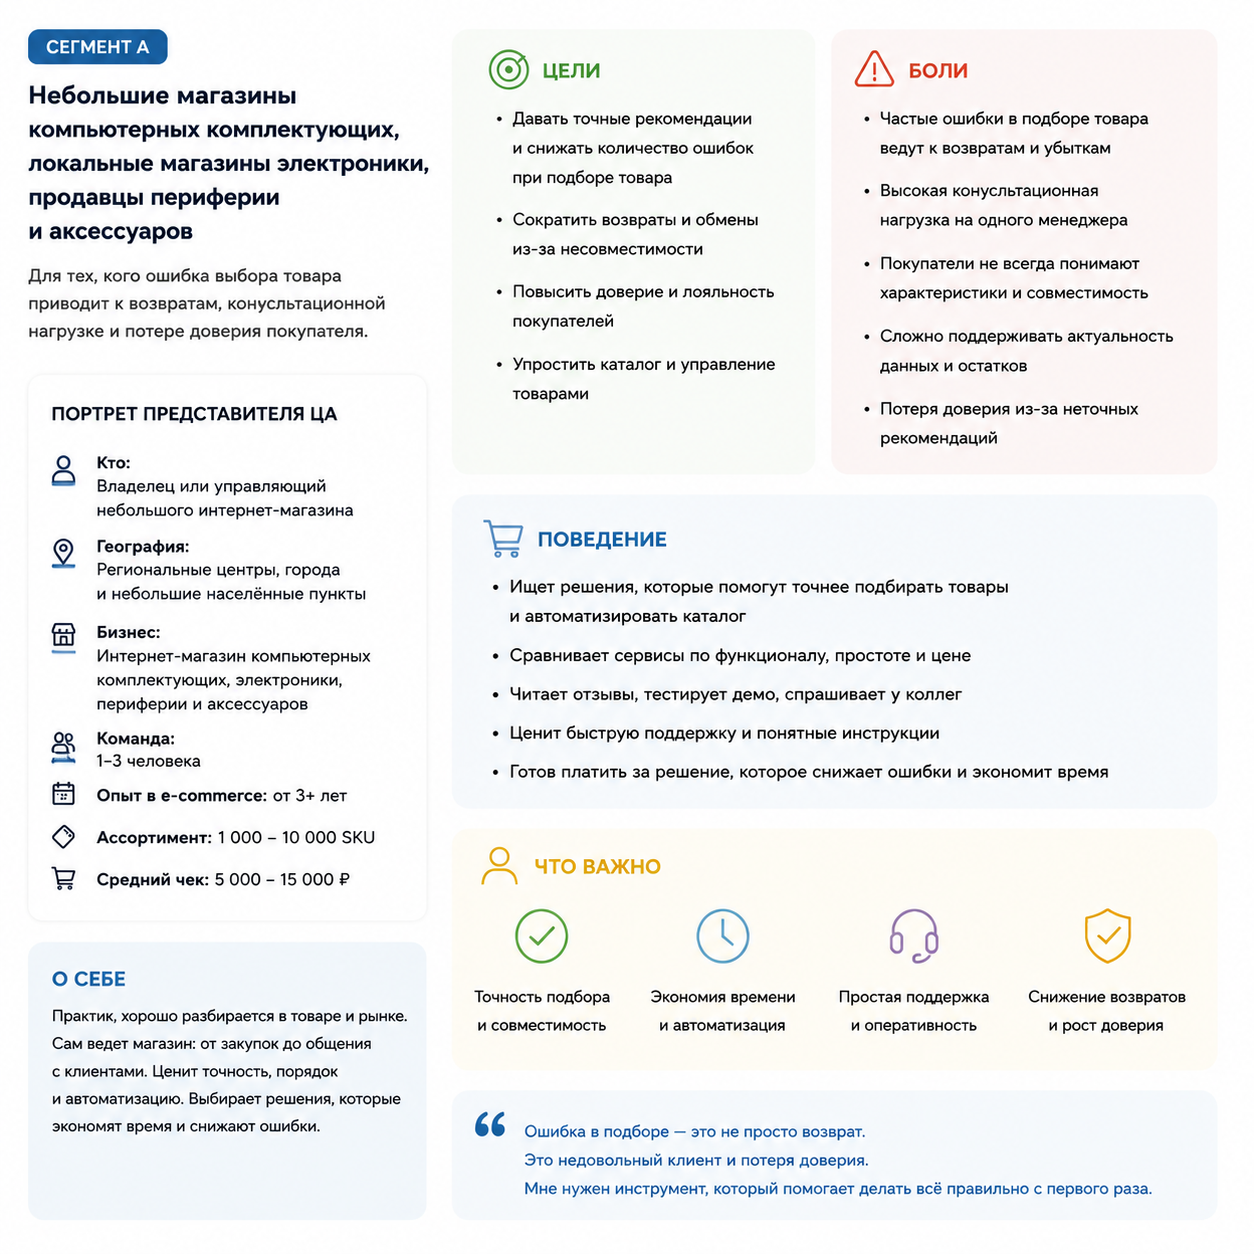 СЕГМЕНТ А
Небольшие магазины
компьютерных комплектующих,
локальные магазины электроники,
продавцы периферии
и аксессуаров
Для тех, кого ошибка выбора товара
приводит к возвратам, конусльтационной
нагрузке и потере доверия покупателя.
ПОРТРЕТ ПРЕДСТАВИТЕЛЯ ЦА
Кто:
Владелец или управляющий
небольшого интернет-магазина
География:
Региональные центры, города
и небольшие населённые пункты
Бизнес:
Интернет-магазин компьютерных
комплектующих, электроники,
периферии и аксессуаров
Команда:
1–3 человека
Опыт в e-commerce: от 3+ лет
Ассортимент: 1 000 – 10 000 SKU
Средний чек: 5 000 – 15 000 ₽
О СЕБЕ
Практик, хорошо разбирается в товаре и рынке.
Сам ведет магазин: от закупок до общения
с клиентами. Ценит точность, порядок
и автоматизацию. Выбирает решения, которые
экономят время и снижают ошибки.
ЦЕЛИ
• Давать точные рекомендации
и снижать количество ошибок
при подборе товара
• Сократить возвраты и обмены
из-за несовместимости
• Повысить доверие и лояльность
покупателей
• Упростить каталог и управление
товарами
БОЛИ
• Частые ошибки в подборе товара
ведут к возвратам и убыткам
• Высокая конусльтационная
нагрузка на одного менеджера
• Покупатели не всегда понимают
характеристики и совместимость
• Сложно поддерживать актуальность
данных и остатков
• Потеря доверия из-за неточных
рекомендаций
ПОВЕДЕНИЕ
• Ищет решения, которые помогут точнее подбирать товары
и автоматизировать каталог
• Сравнивает сервисы по функционалу, простоте и цене
• Читает отзывы, тестирует демо, спрашивает у коллег
• Ценит быструю поддержку и понятные инструкции
• Готов платить за решение, которое снижает ошибки и экономит время
ЧТО ВАЖНО
Точность подбора
и совместимость
Экономия времени
и автоматизация
Простая поддержка
и оперативность
Снижение возвратов
и рост доверия
“ Ошибка в подборе — это не просто возврат.
Это недовольный клиент и потеря доверия.
Мне нужен инструмент, который помогает делать всё правильно с первого раза.